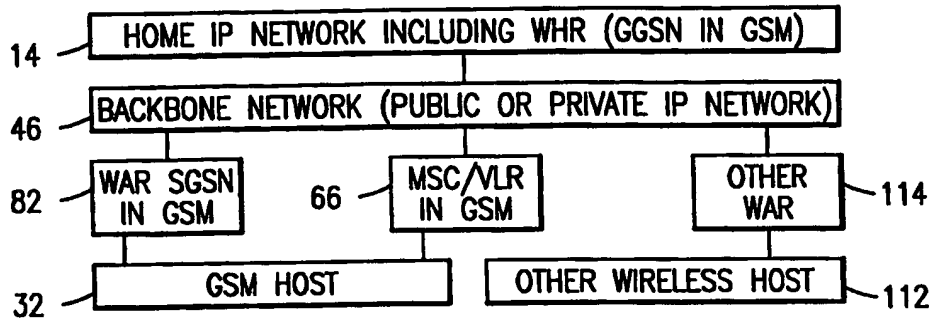 HOME IP NETWORK INCLUDING WHR (GGSN IN GSM)
14
BACKBONE NETWORK (PUBLIC OR PRIVATE IP NETWORK)
46
WAR SGSN
IN GSM
82
MSC/VLR
IN GSM
66
OTHER
WAR
114
GSM HOST
32
OTHER WIRELESS HOST
112